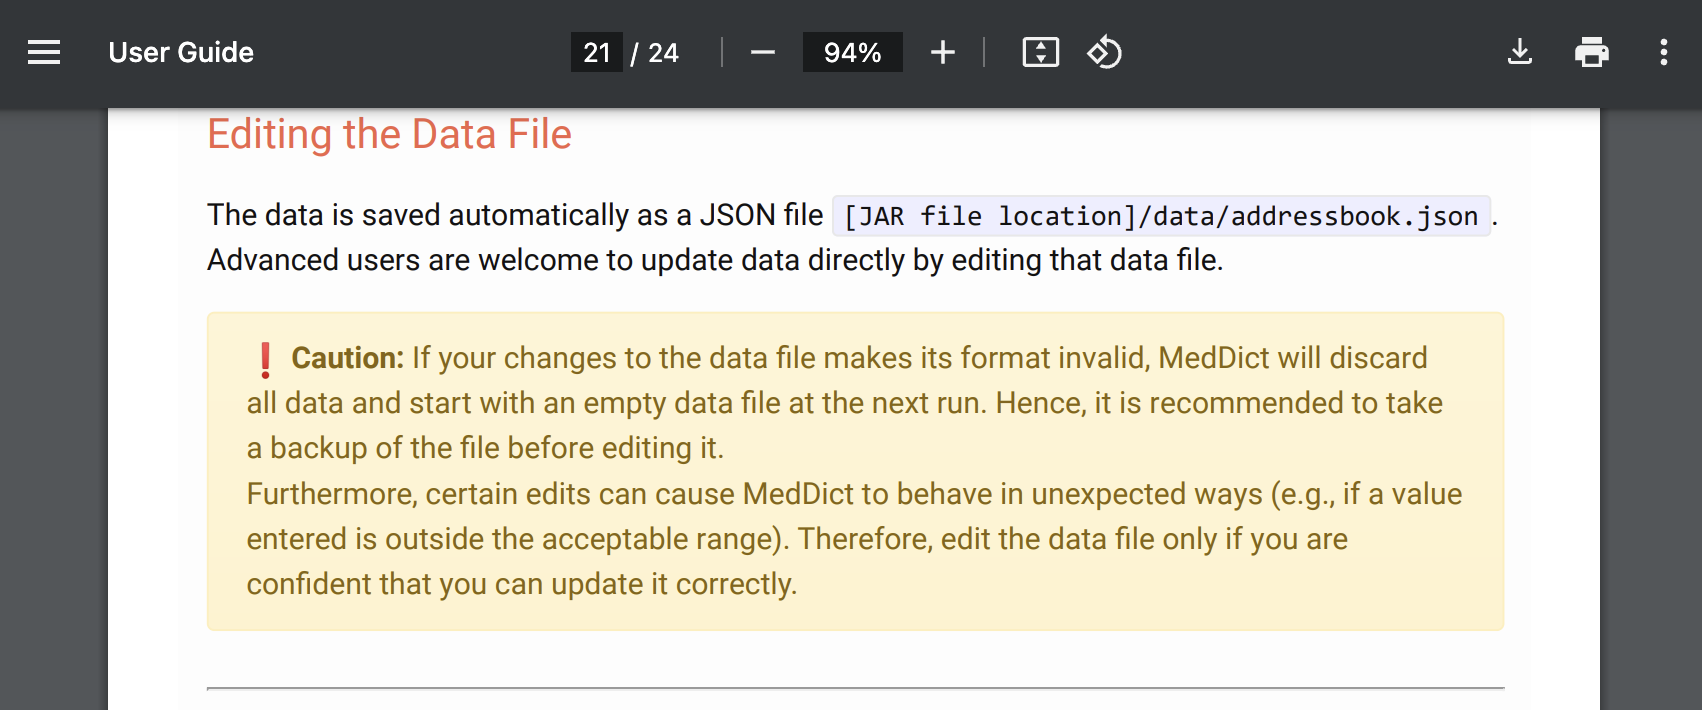 User Guide
21 / 24
94%
Editing the Data File
The data is saved automatically as a JSON file [JAR file location]/data/addressbook.json.
Advanced users are welcome to update data directly by editing that data file.
❗ Caution: If your changes to the data file makes its format invalid, MedDict will discard
all data and start with an empty data file at the next run. Hence, it is recommended to take
a backup of the file before editing it.
Furthermore, certain edits can cause MedDict to behave in unexpected ways (e.g., if a value
entered is outside the acceptable range). Therefore, edit the data file only if you are
confident that you can update it correctly.